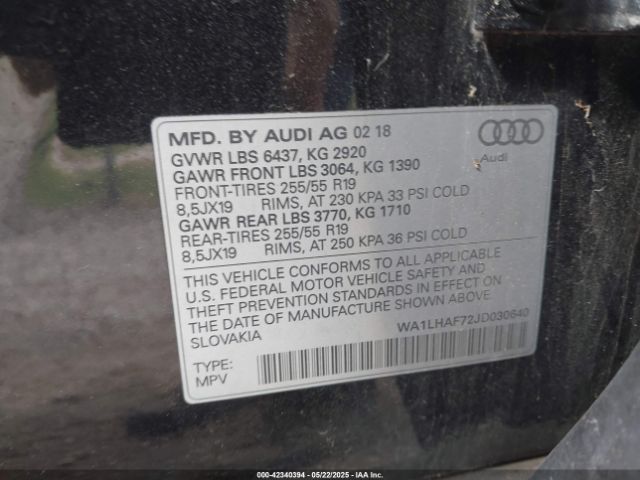 MFD. BY AUDI AG 02 18
GVWR LBS 6437, KG 2920
GAWR FRONT LBS 3064, KG 1390
FRONT-TIRES 255/55 R19
8,5JX19 RIMS, AT 230 KPA 33 PSI COLD
GAWR REAR LBS 3770, KG 1710
REAR-TIRES 255/55 R19
8,5JX19 RIMS, AT 250 KPA 36 PSI COLD
Audi
THIS VEHICLE CONFORMS TO ALL APPLICABLE
U.S. FEDERAL MOTOR VEHICLE SAFETY AND
THEFT PREVENTION STANDARDS IN EFFECT ON
THE DATE OF MANUFACTURE SHOWN ABOVE.
SLOVAKIA
WA1LHAF72JD030640
TYPE:
MPV
000-42340394 - 05/22/2025 - IAA Inc.